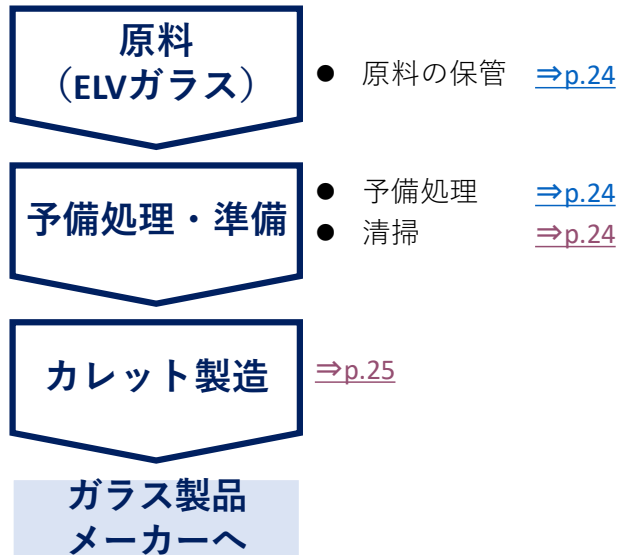 原料
（ELVガラス）
● 原料の保管 ⇒p.24
予備処理・準備
● 予備処理 ⇒p.24
● 清掃 ⇒p.24
カレット製造
⇒p.25
ガラス製品
メーカーへ